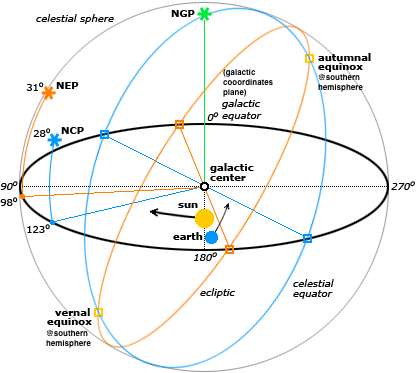 NGP
celestial sphere
autumnal
equinox
@southern
hemisphere
(galactic
cooordinates
plane)
31°
NEP
galactic
equator
0°
28°
NCP
galactic
center
90°
270°
98°
sun
123°
earth
180°
ecliptic
celestial
equator
vernal
equinox
@southern
hemisphere